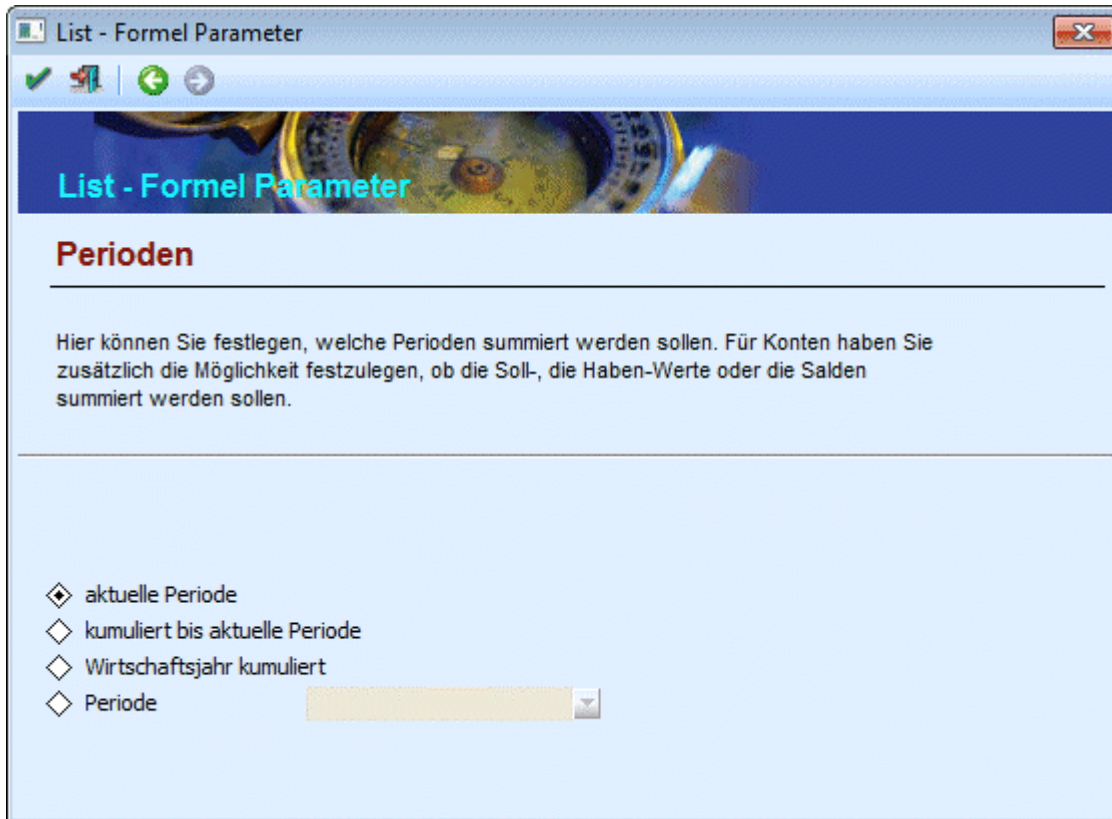 List - Formel Parameter
List - Formel Parameter
Perioden
Hier können Sie festlegen, welche Perioden summiert werden sollen. Für Konten haben Sie
zusätzlich die Möglichkeit festzulegen, ob die Soll-, die Haben-Werte oder die Salden
summiert werden sollen.
aktuelle Periode
kumuliert bis aktuelle Periode
Wirtschaftsjahr kumuliert
Periode